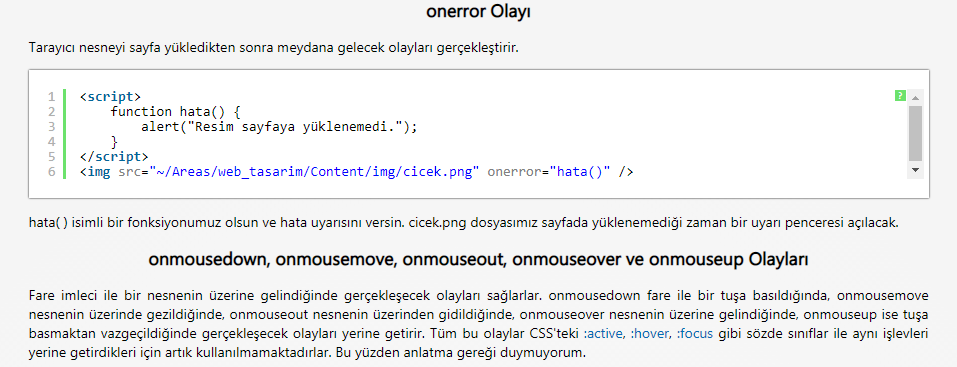 onerror Olayı
Tarayıcı nesneyi sayfa yükledikten sonra meydana gelecek olayları gerçekleştirir.
?
1 <script>
2 function hata() {
3 alert("Resim sayfaya yüklenemedi.");
4 }
5 </script>
6 <img src="~/Areas/web_tasarim/Content/img/cicek.png" onerror="hata()" />
hata( ) isimli bir fonksiyonumuz olsun ve hata uyarısını versin. cicek.png dosyasımız sayfada yüklenemediği zaman bir uyarı penceresi açılacak.
onmousedown, onmousemove, onmouseout, onmouseover ve onmouseup Olayları
Fare imleci ile bir nesnenin üzerine gelindiğinde gerçekleşecek olayları sağlarlar. onmousedown fare ile bir tuşa basıldığında, onmousemove
nesnenin üzerinde gezildiğinde, onmouseout nesnenin üzerinden gidildiğinde, onmouseover nesnenin üzerine gelindiğinde, onmouseup ise tuşa
basmaktan vazgeçildiğinde gerçekleşecek olayları yerine getirir. Tüm bu olaylar CSS'teki :active, :hover, :focus gibi sözde sınıflar ile aynı işlevleri
yerine getirdikleri için artık kullanılmamaktadırlar. Bu yüzden anlatma gereği duymuyorum.